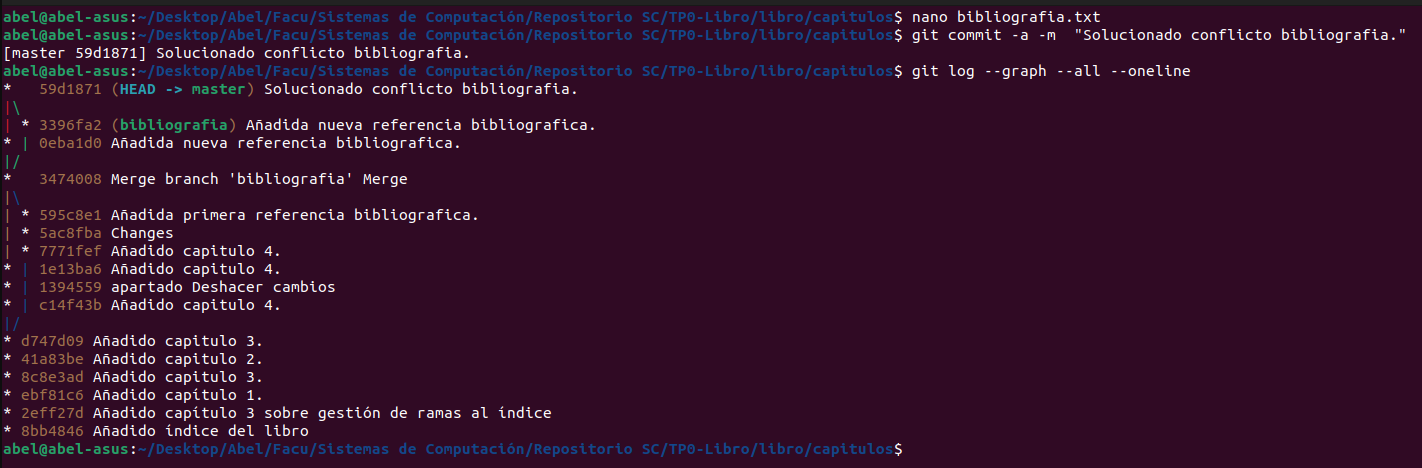 abel@abel-asus:~/Desktop/Abel/Facu/Sistemas de Computación/Repositorio SC/TP0-Libro/libro/capitulos$ nano bibliografia.txt
abel@abel-asus:~/Desktop/Abel/Facu/Sistemas de Computación/Repositorio SC/TP0-Libro/libro/capitulos$ git commit -a -m  "Solucionado conflicto bibliografia."
[master 59d1871] Solucionado conflicto bibliografia.
abel@abel-asus:~/Desktop/Abel/Facu/Sistemas de Computación/Repositorio SC/TP0-Libro/libro/capitulos$ git log --graph --all --oneline
*   59d1871 (HEAD -> master) Solucionado conflicto bibliografia.
|\
| * 3396fa2 (bibliografia) Añadida nueva referencia bibliografica.
* | 0eba1d0 Añadida nueva referencia bibliografica.
|/
*   3474008 Merge branch 'bibliografia' Merge
|\
| * 595c8e1 Añadida primera referencia bibliografica.
| * 5ac8fba Changes
| * 7771fef Añadido capitulo 4.
* | 1e13ba6 Añadido capitulo 4.
* | 1394559 apartado Deshacer cambios
* | c14f43b Añadido capitulo 4.
|/
* d747d09 Añadido capitulo 3.
* 41a83be Añadido capitulo 2.
* 8c8e3ad Añadido capitulo 3.
* ebf81c6 Añadido capítulo 1.
* 2eff27d Añadido capítulo 3 sobre gestión de ramas al índice
* 8bb4846 Añadido índice del libro
abel@abel-asus:~/Desktop/Abel/Facu/Sistemas de Computación/Repositorio SC/TP0-Libro/libro/capitulos$